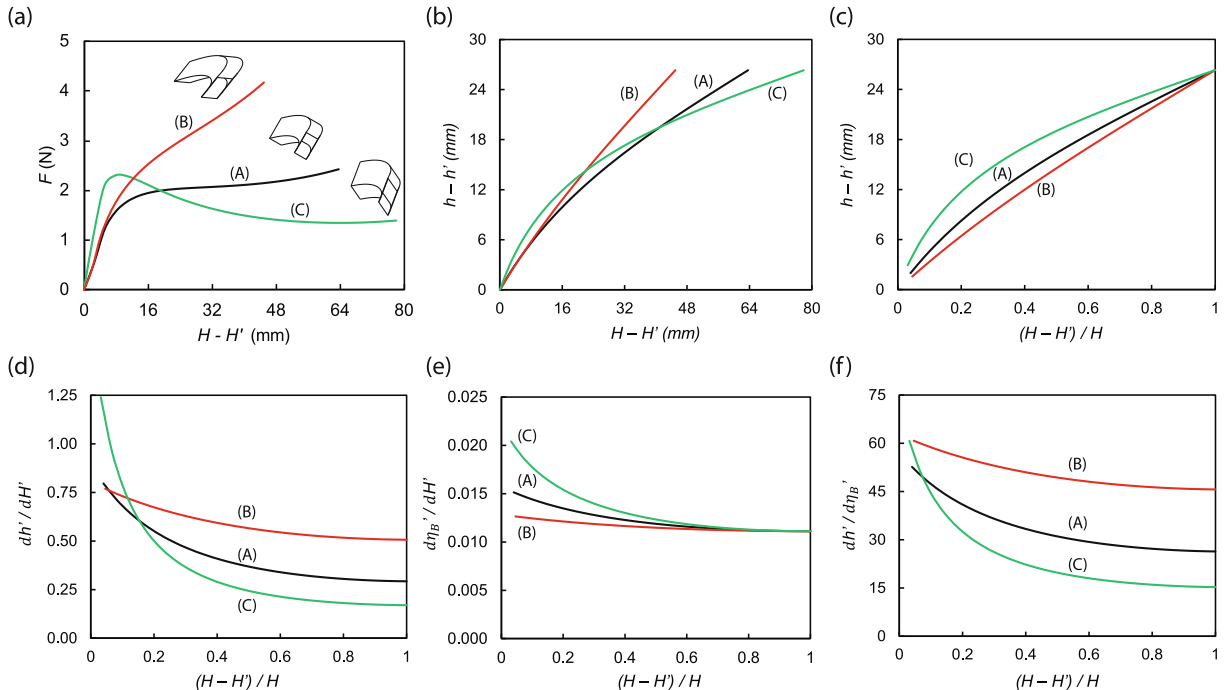 (a)
5
4
3
2
1
0
F (N)
(B)
(A)
(C)
0 16 32 48 64 80
H - H' (mm)
(b)
30
24
18
12
6
0
h – h' (mm)
(B)
(A)
(C)
0 16 32 48 64 80
H – H' (mm)
(c)
30
24
18
12
6
0
h – h' (mm)
(C)
(A)
(B)
0 0.2 0.4 0.6 0.8 1
(H – H') / H
(d)
1.25
1.00
0.75
0.50
0.25
0.00
dh' / dH'
(B)
(A)
(C)
0 0.2 0.4 0.6 0.8 1
(H – H') / H
(e)
0.025
0.020
0.015
0.010
0.005
0.000
dηB' / dH'
(C)
(A)
(B)
0 0.2 0.4 0.6 0.8 1
(H – H') / H
(f)
75
60
45
30
15
0
dh' / dηB'
(B)
(A)
(C)
0 0.2 0.4 0.6 0.8 1
(H – H') / H